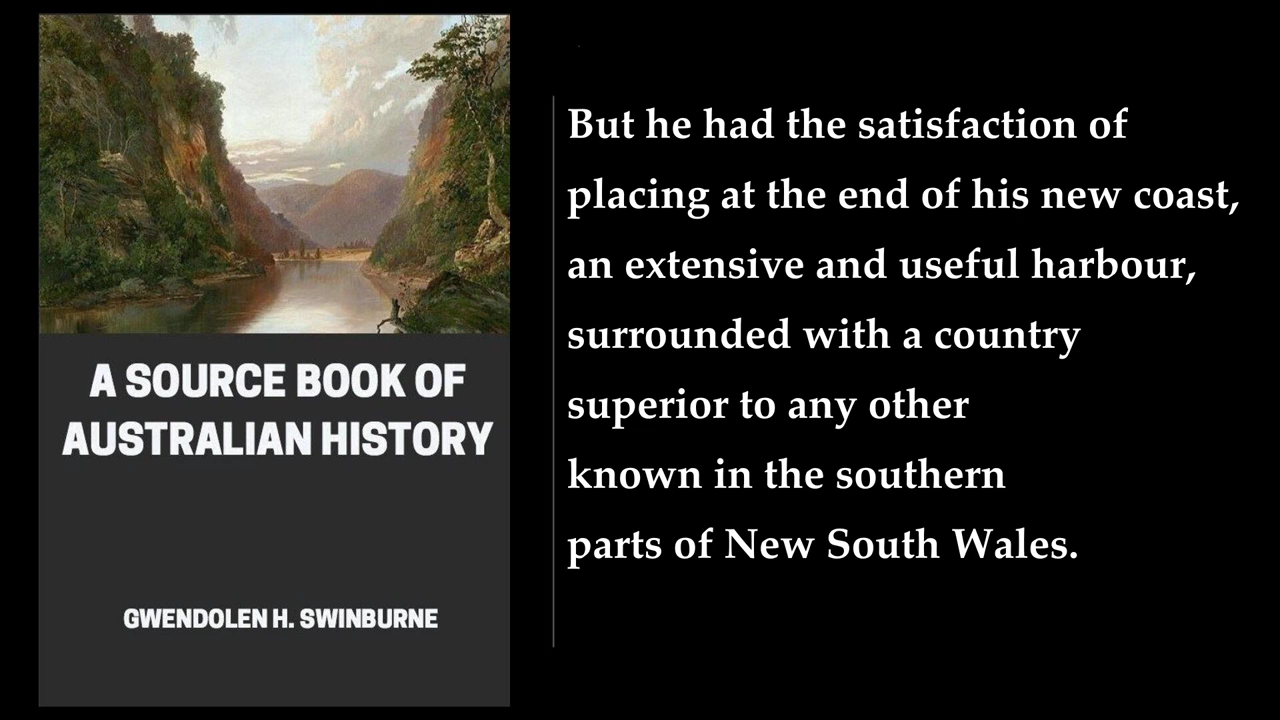 A SOURCE BOOK OF
AUSTRALIAN HISTORY
GWENDOLEN H. SWINBURNE
But he had the satisfaction of
placing at the end of his new coast,
an extensive and useful harbour,
surrounded with a country
superior to any other
known in the southern
parts of New South Wales.